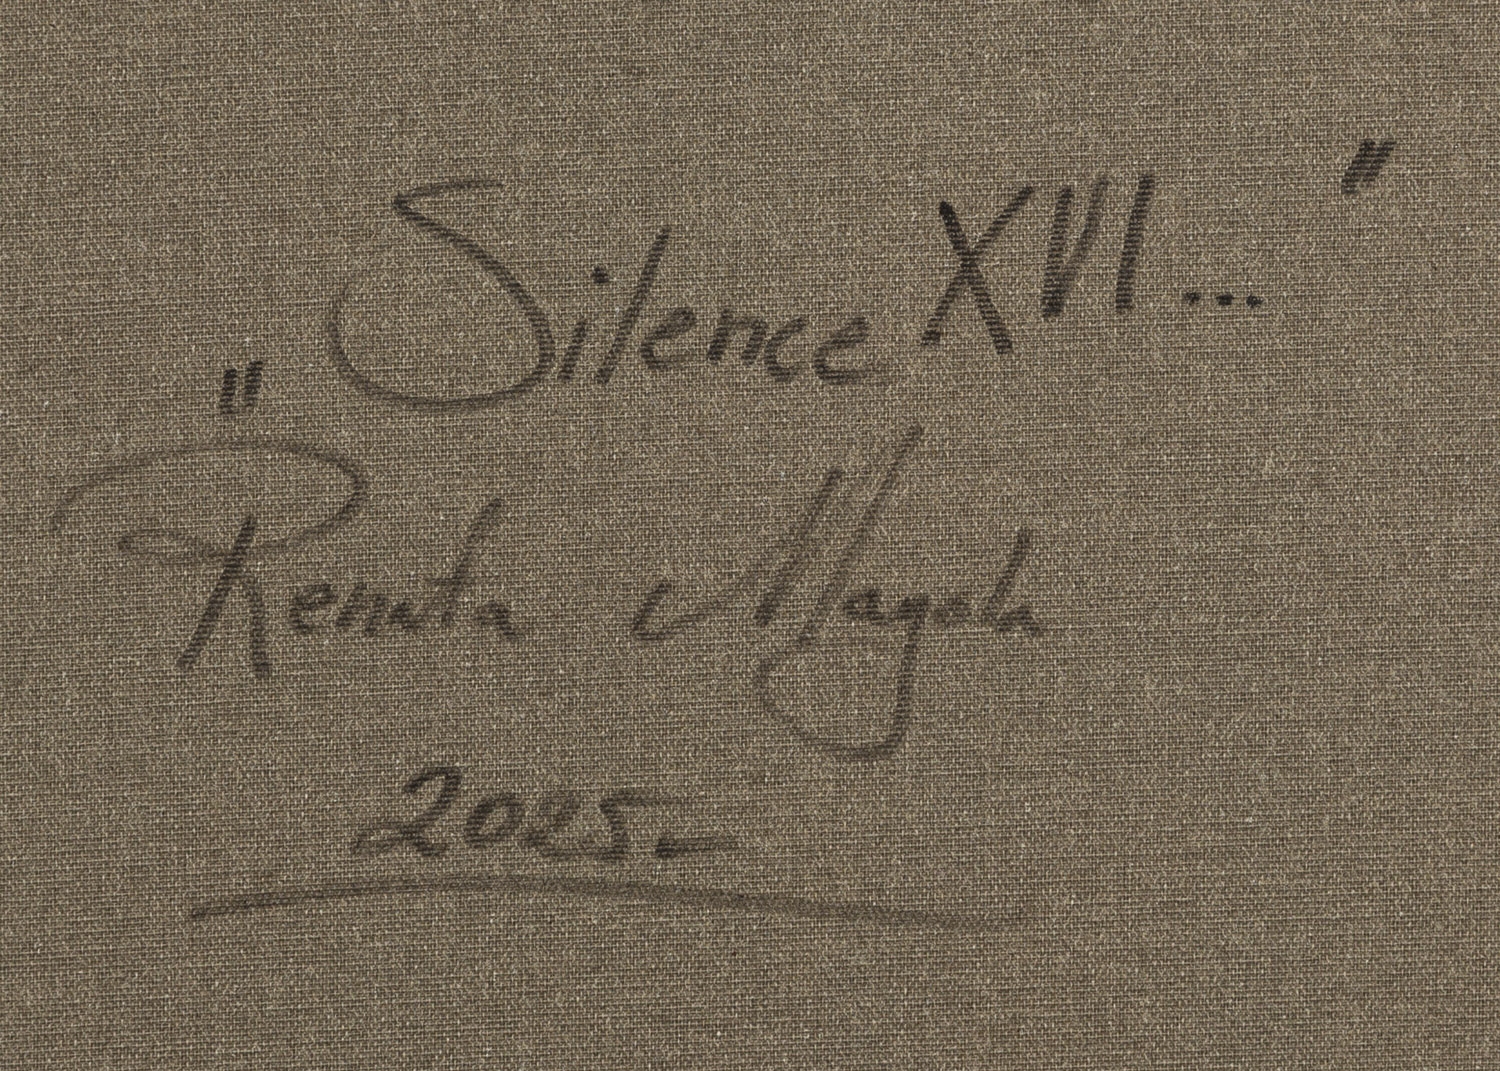 "Silence XVI..."
Renata Magda
2025-